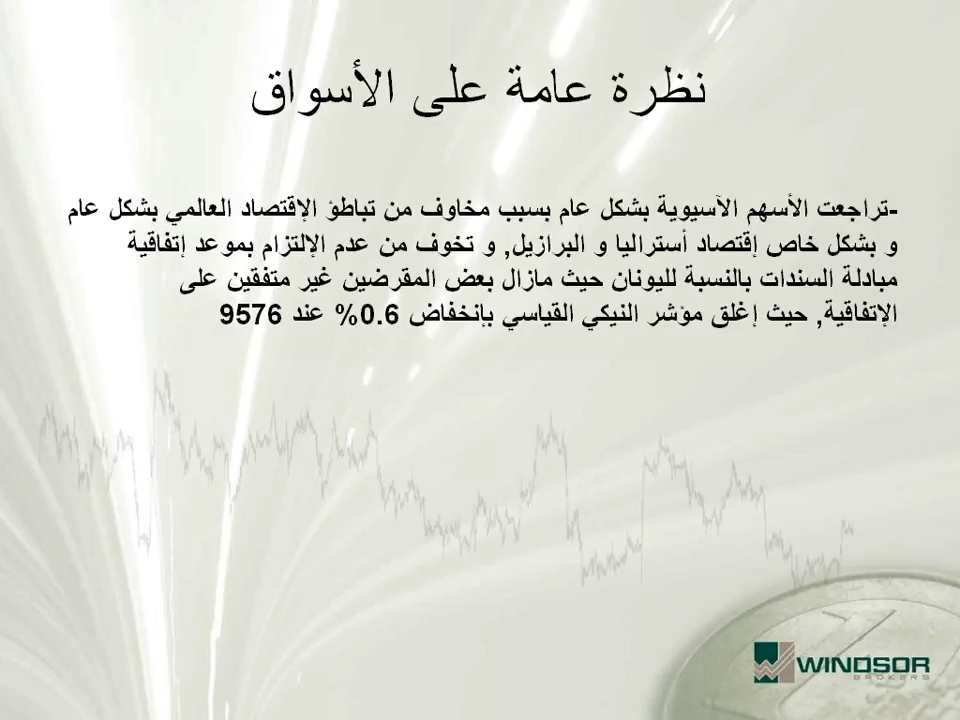 نظرة عامة على الأسواق
-تراجعت الأسهم الآسيوية بشكل عام بسبب مخاوف من تباطؤ الإقتصاد العالمي بشكل عام
و بشكل خاص إقتصاد أستراليا و البرازيل, و تخوف من عدم الإلتزام بموعد إتفاقية
مبادلة السندات بالنسبة لليونان حيث مازال بعض المقرضين غير متفقين على
الإتفاقية, حيث إغلق مؤشر النيكي القياسي بإنخفاض 0.6% عند 9576
WINDSOR
BROKERS